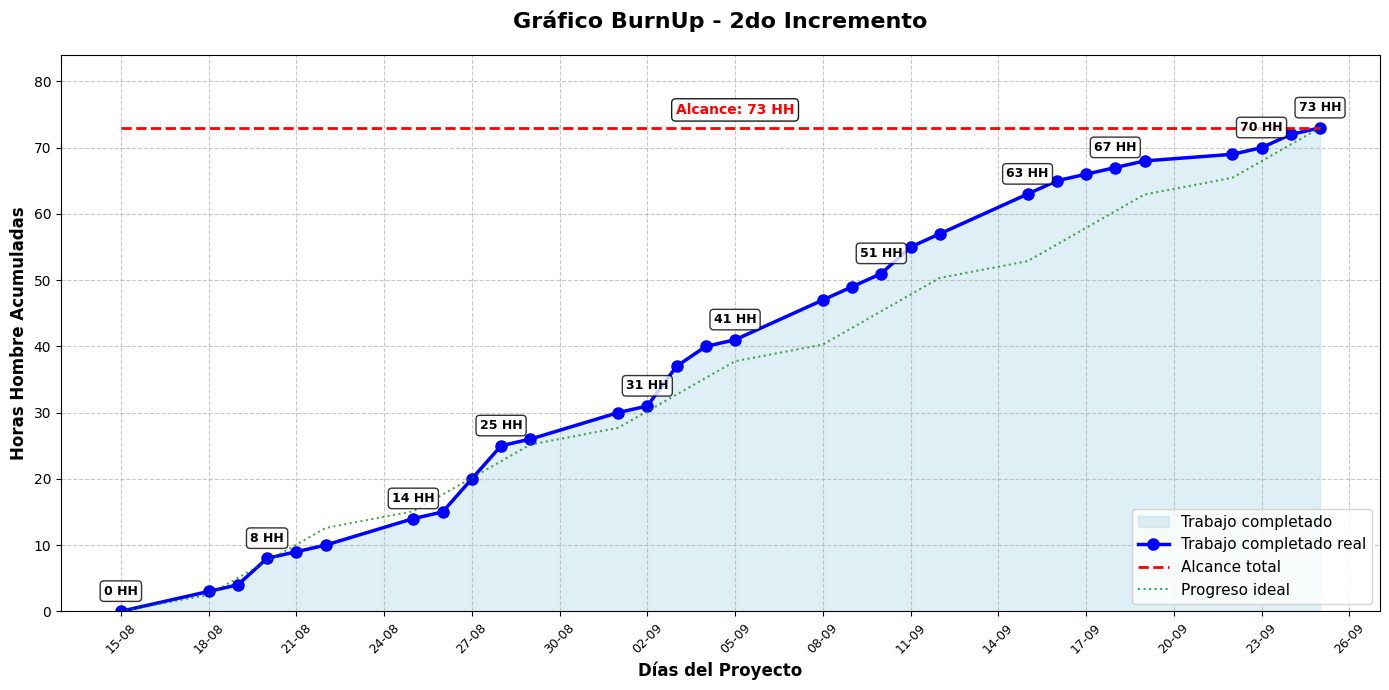 Gráfico BurnUp - 2do Incremento
Horas Hombre Acumuladas
80
70
60
50
40
30
20
10
0
Alcance: 73 HH
0 HH
8 HH
14 HH
25 HH
31 HH
41 HH
51 HH
63 HH
67 HH
70 HH
73 HH
Trabajo completado
Trabajo completado real
Alcance total
Progreso ideal
15-08
18-08
21-08
24-08
27-08
30-08
02-09
05-09
08-09
11-09
14-09
17-09
20-09
23-09
26-09
Días del Proyecto